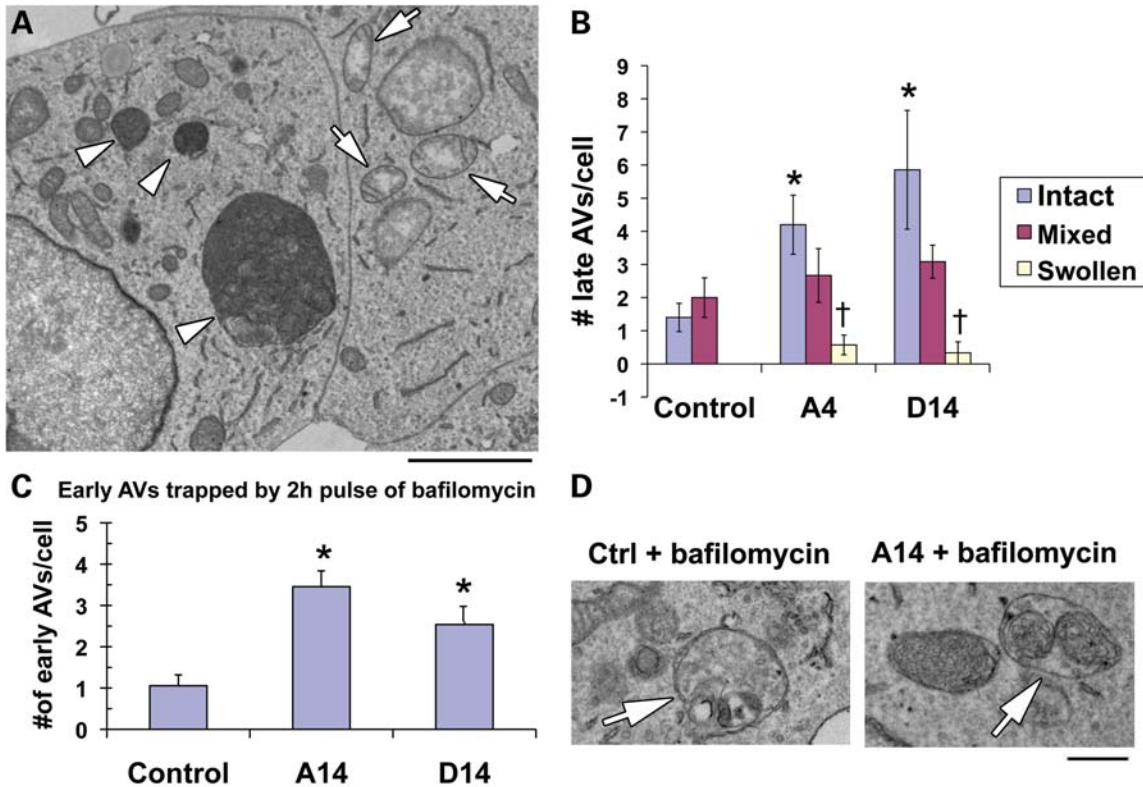 A
B
9
8
7
6
5
4
3
2
1
0
-1
# late AVs/cell
*
*
†
†
Control A4 D14
Intact
Mixed
Swollen
C Early AVs trapped by 2h pulse of bafilomycin
5
4
3
2
1
0
#of early AVs/cell
*
*
Control A14 D14
D
Ctrl + bafilomycin A14 + bafilomycin